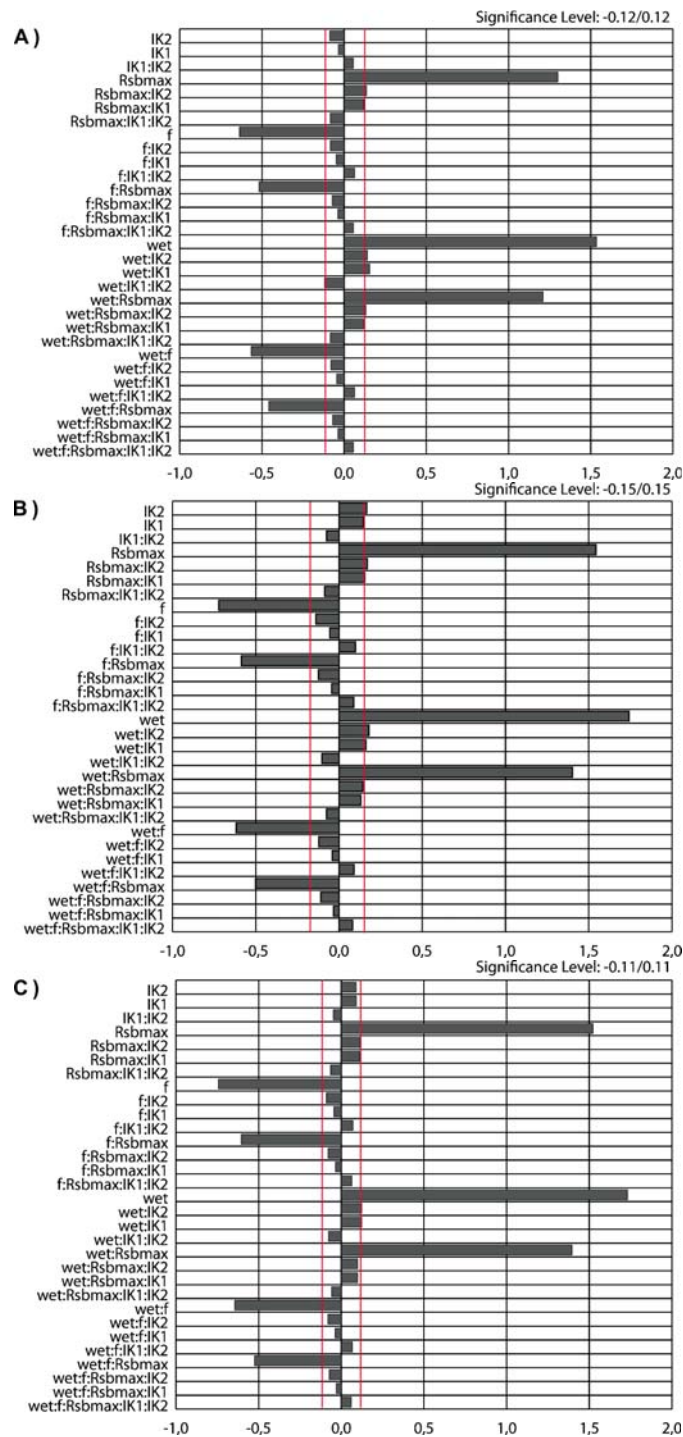 Significance Level: -0.12/0.12
A )
IK2
IK1
IK1:IK2
Rsbmax
Rsbmax:IK2
Rsbmax:IK1
Rsbmax:IK1:IK2
f
f:IK2
f:IK1
f:IK1:IK2
f:Rsbmax
f:Rsbmax:IK2
f:Rsbmax:IK1
f:Rsbmax:IK1:IK2
wet
wet:IK2
wet:IK1
wet:IK1:IK2
wet:Rsbmax
wet:Rsbmax:IK2
wet:Rsbmax:IK1
wet:Rsbmax:IK1:IK2
wet:f
wet:f:IK2
wet:f:IK1
wet:f:IK1:IK2
wet:f:Rsbmax
wet:f:Rsbmax:IK2
wet:f:Rsbmax:IK1
wet:f:Rsbmax:IK1:IK2
-1,0 -0,5 0,0 0,5 1,0 1,5 2,0
Significance Level: -0.15/0.15
B )
IK2
IK1
IK1:IK2
Rsbmax
Rsbmax:IK2
Rsbmax:IK1
Rsbmax:IK1:IK2
f
f:IK2
f:IK1
f:IK1:IK2
f:Rsbmax
f:Rsbmax:IK2
f:Rsbmax:IK1
f:Rsbmax:IK1:IK2
wet
wet:IK2
wet:IK1
wet:IK1:IK2
wet:Rsbmax
wet:Rsbmax:IK2
wet:Rsbmax:IK1
wet:Rsbmax:IK1:IK2
wet:f
wet:f:IK2
wet:f:IK1
wet:f:IK1:IK2
wet:f:Rsbmax
wet:f:Rsbmax:IK2
wet:f:Rsbmax:IK1
wet:f:Rsbmax:IK1:IK2
-1,0 -0,5 0,0 0,5 1,0 1,5 2,0
Significance Level: -0.11/0.11
C )
IK2
IK1
IK1:IK2
Rsbmax
Rsbmax:IK2
Rsbmax:IK1
Rsbmax:IK1:IK2
f
f:IK2
f:IK1
f:IK1:IK2
f:Rsbmax
f:Rsbmax:IK2
f:Rsbmax:IK1
f:Rsbmax:IK1:IK2
wet
wet:IK2
wet:IK1
wet:IK1:IK2
wet:Rsbmax
wet:Rsbmax:IK2
wet:Rsbmax:IK1
wet:Rsbmax:IK1:IK2
wet:f
wet:f:IK2
wet:f:IK1
wet:f:IK1:IK2
wet:f:Rsbmax
wet:f:Rsbmax:IK2
wet:f:Rsbmax:IK1
wet:f:Rsbmax:IK1:IK2
-1,0 -0,5 0,0 0,5 1,0 1,5 2,0